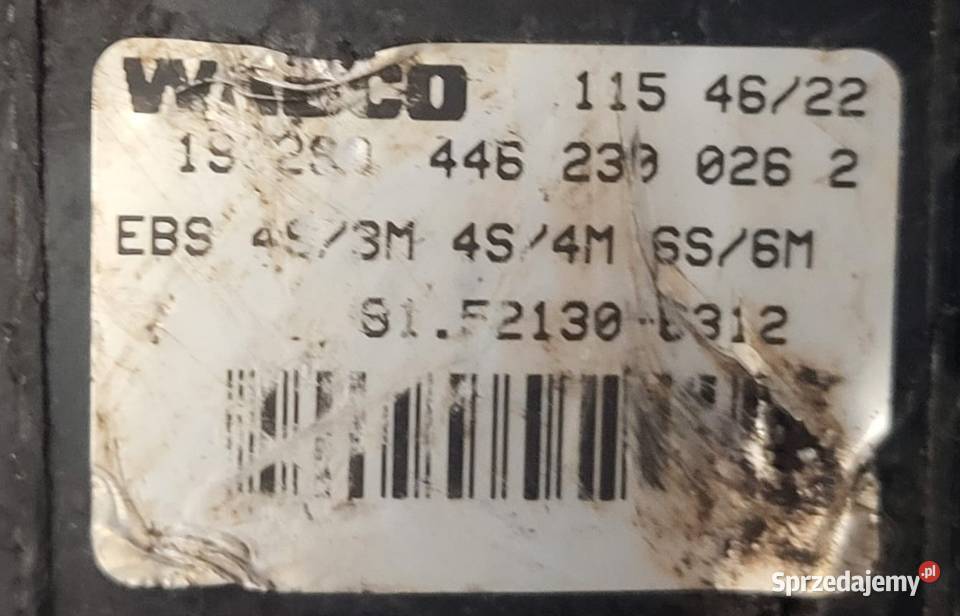 WABCO 115 46/22
446 230 026 2
EBS 4S/3M 4S/4M 6S/6M
81.52130-6312
Sprzedajemy.pl